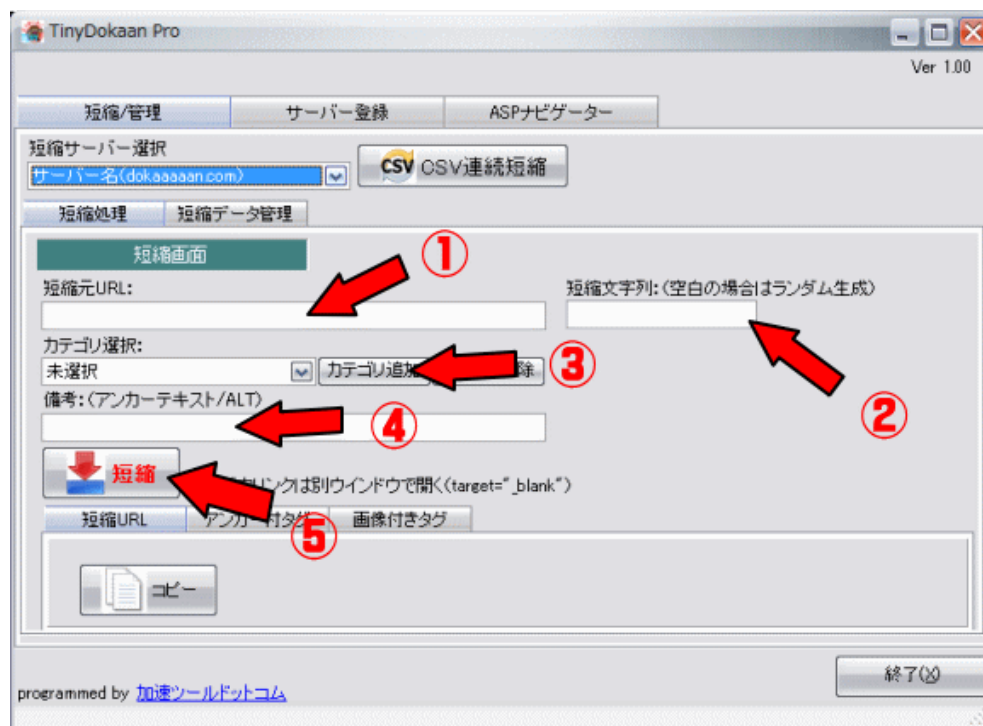 TinyDokaan Pro
Ver 1.00
短縮/管理 サーバー登録 ASPナビゲーター
短縮サーバー選択
サーバー名(dokaaaaan.com)
CSV CSV連続短縮
短縮処理 短縮データ管理
短縮画面
①
短縮元URL: 短縮文字列:(空白の場合はランダム生成)
カテゴリ選択:
未選択 カテゴリ追加 除 ③
②
備考:(アンカーテキスト/ALT)
④
短縮
リンクは別ウインドウで開く(target="_blank")
短縮URL アンカー付タグ 画像付きタグ
⑤
コピー
終了(X)
programmed by 加速ツールドットコム